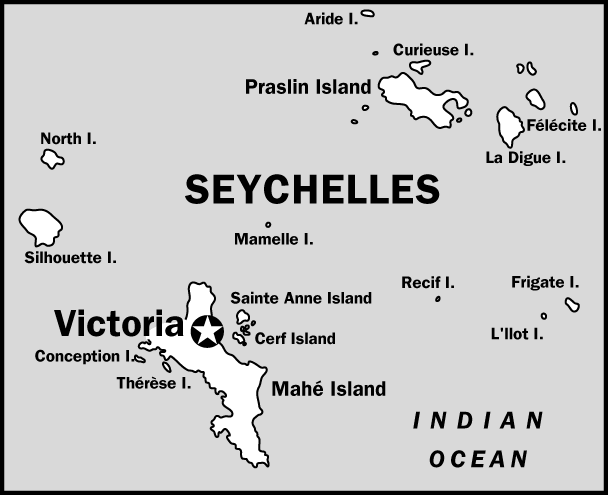 Aride I.
Curieuse I.
Praslin Island
Félécite I.
North I.
La Digue I.
SEYCHELLES
Mamelle I.
Silhouette I.
Recif I.
Frigate I.
Sainte Anne Island
Victoria
L'Ilot I.
Cerf Island
Conception I.
Thérèse I.
Mahé Island
INDIAN
OCEAN